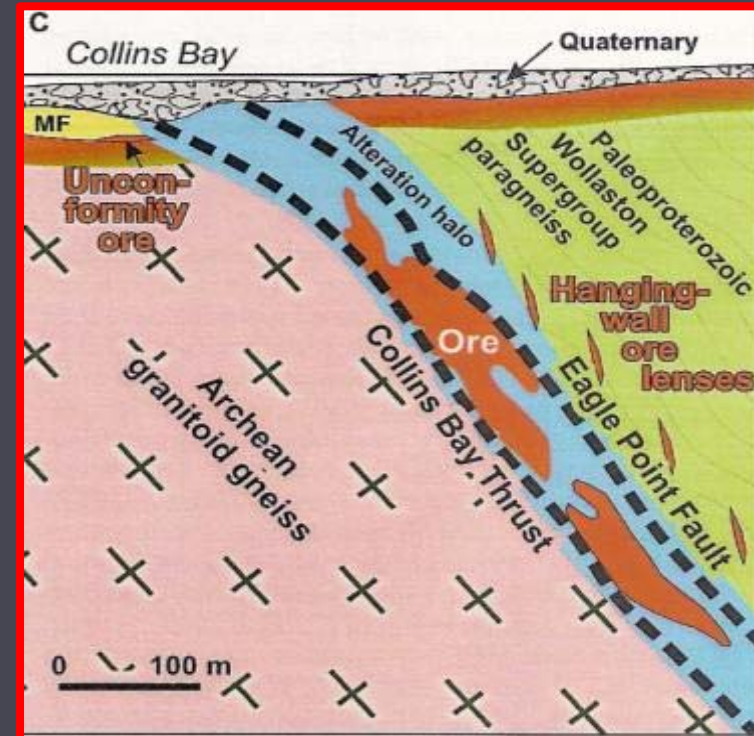 C
Collins Bay
Quaternary
MF
Uncon-
formity
ore
Alteration halo
Paleoproterozoic
Wollaston
Supergroup
paragneiss
Hanging-
wall
ore
lenses
Ore
Eagle Point Fault
Collins Bay Thrust
Archean
granitoid gneiss
0 100 m